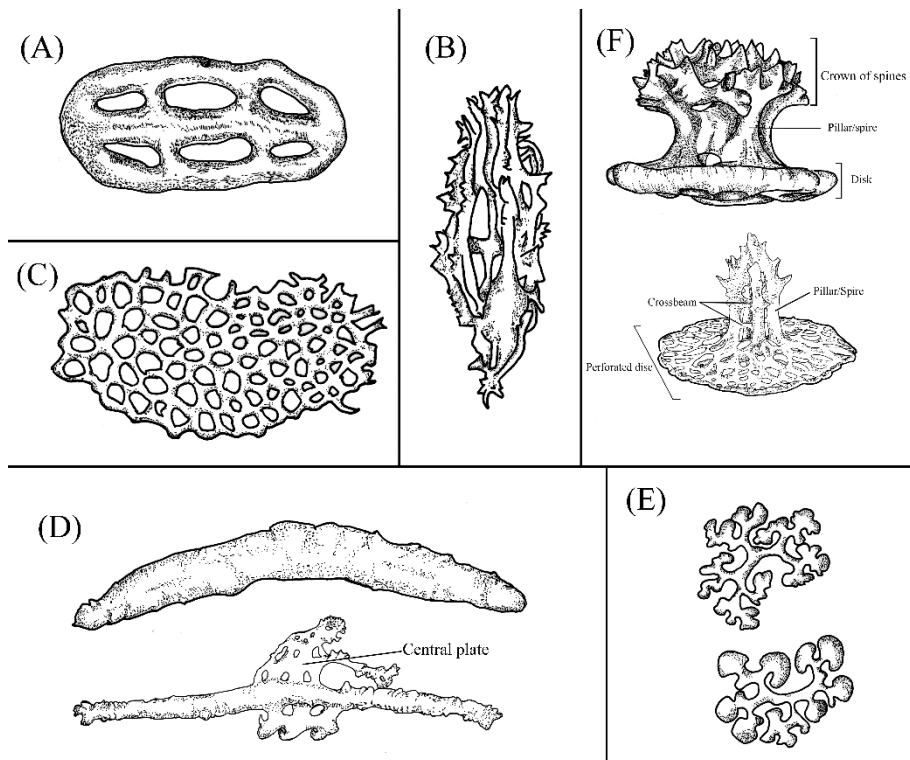 (A)
(B)
(F)
Crown of spines
Pillar/spire
Disk
(C)
Crossbeam
Pillar/Spire
Perforated disc
(D)
Central plate
(E)